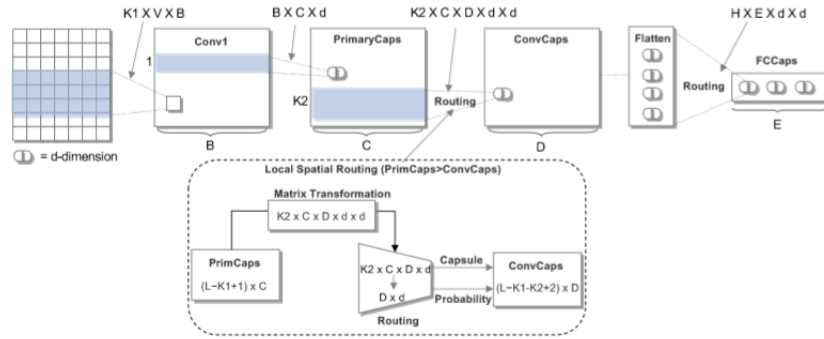 K1 X V X B
B X C X d
K2 X C X D X d X d
H X E X d X d
Conv1
PrimaryCaps
ConvCaps
Flatten
FCCaps
1
K2
Routing
Routing
B
C
D
E
= d-dimension
Local Spatial Routing (PrimCaps>ConvCaps)
Matrix Transformation
K2 x C x D x d x d
PrimCaps
(L−K1+1) x C
K2 x C x D x d
D x d
Routing
Capsule
Probability
ConvCaps
(L−K1-K2+2) x D